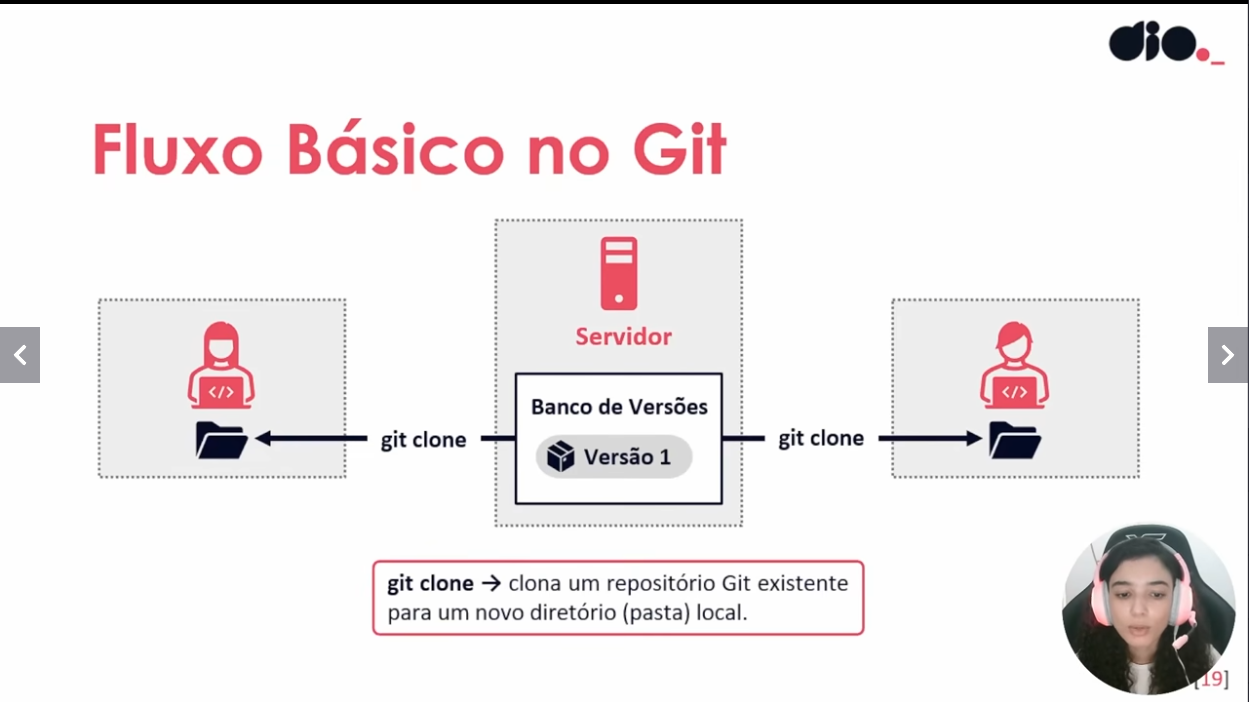 dio._
Fluxo Básico no Git
Servidor
Banco de Versões
Versão 1
git clone
git clone
</>
</>
git clone → clona um repositório Git existente
para um novo diretório (pasta) local.
[19]